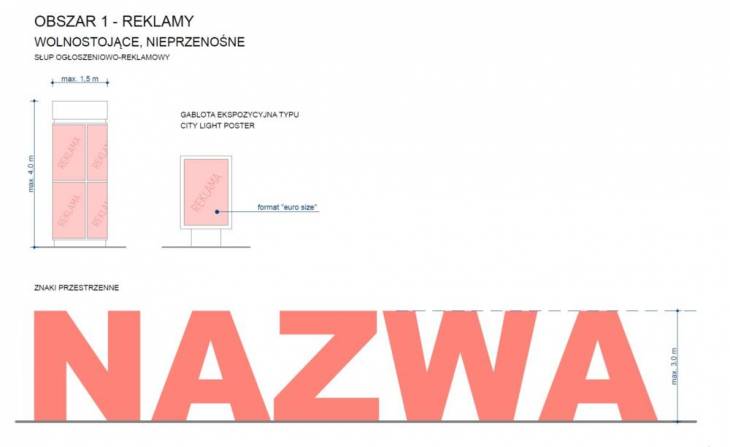 OBSZAR 1 - REKLAMY
WOLNOSTOJĄCE, NIEPRZENOŚNE
SŁUP OGŁOSZENIOWO-REKLAMOWY
max. 1,5 m
max. 4,0 m
REKLAMA
REKLAMA
REKLAMA
REKLAMA
GABLOTA EKSPOZYCYJNA TYPU
CITY LIGHT POSTER
REKLAMA
format "euro size"
ZNAKI PRZESTRZENNE
NAZWA
max. 3,0 m